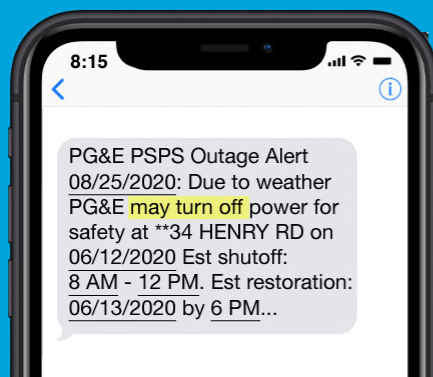 8:15
PG&E PSPS Outage Alert
08/25/2020: Due to weather
PG&E may turn off power for
safety at **34 HENRY RD on
06/12/2020 Est shutoff:
8 AM - 12 PM. Est restoration:
06/13/2020 by 6 PM...